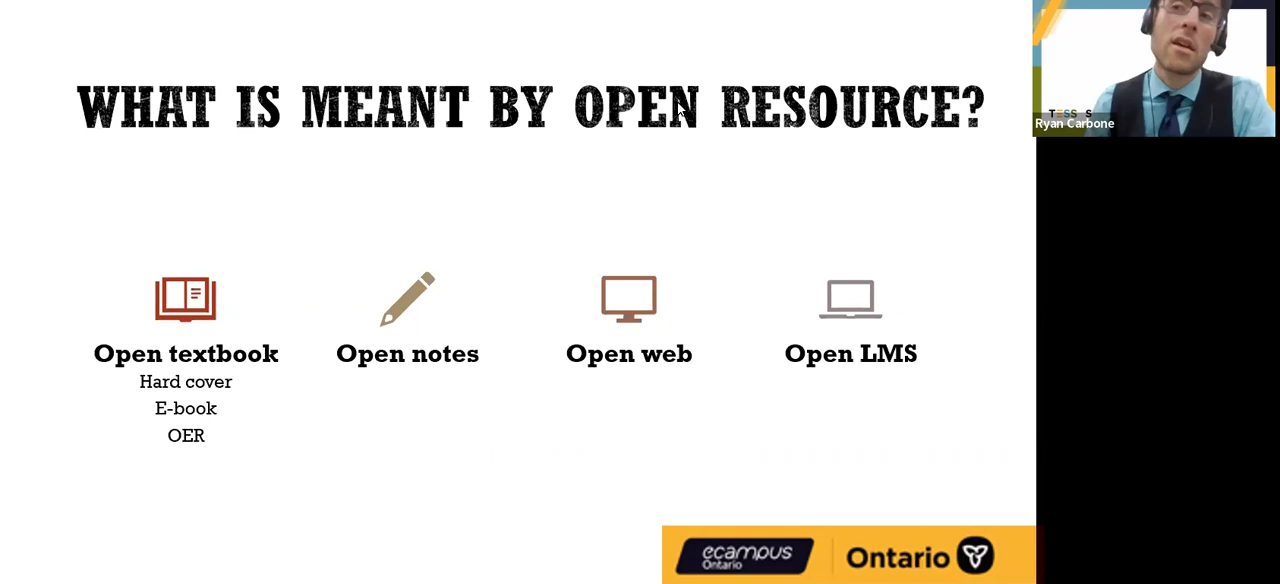 WHAT IS MEANT BY OPEN RESOURCE?
Ryan Carbone
Open textbook
Hard cover
E-book
OER
Open notes
Open web
Open LMS
ecampus
Ontario
Ontario